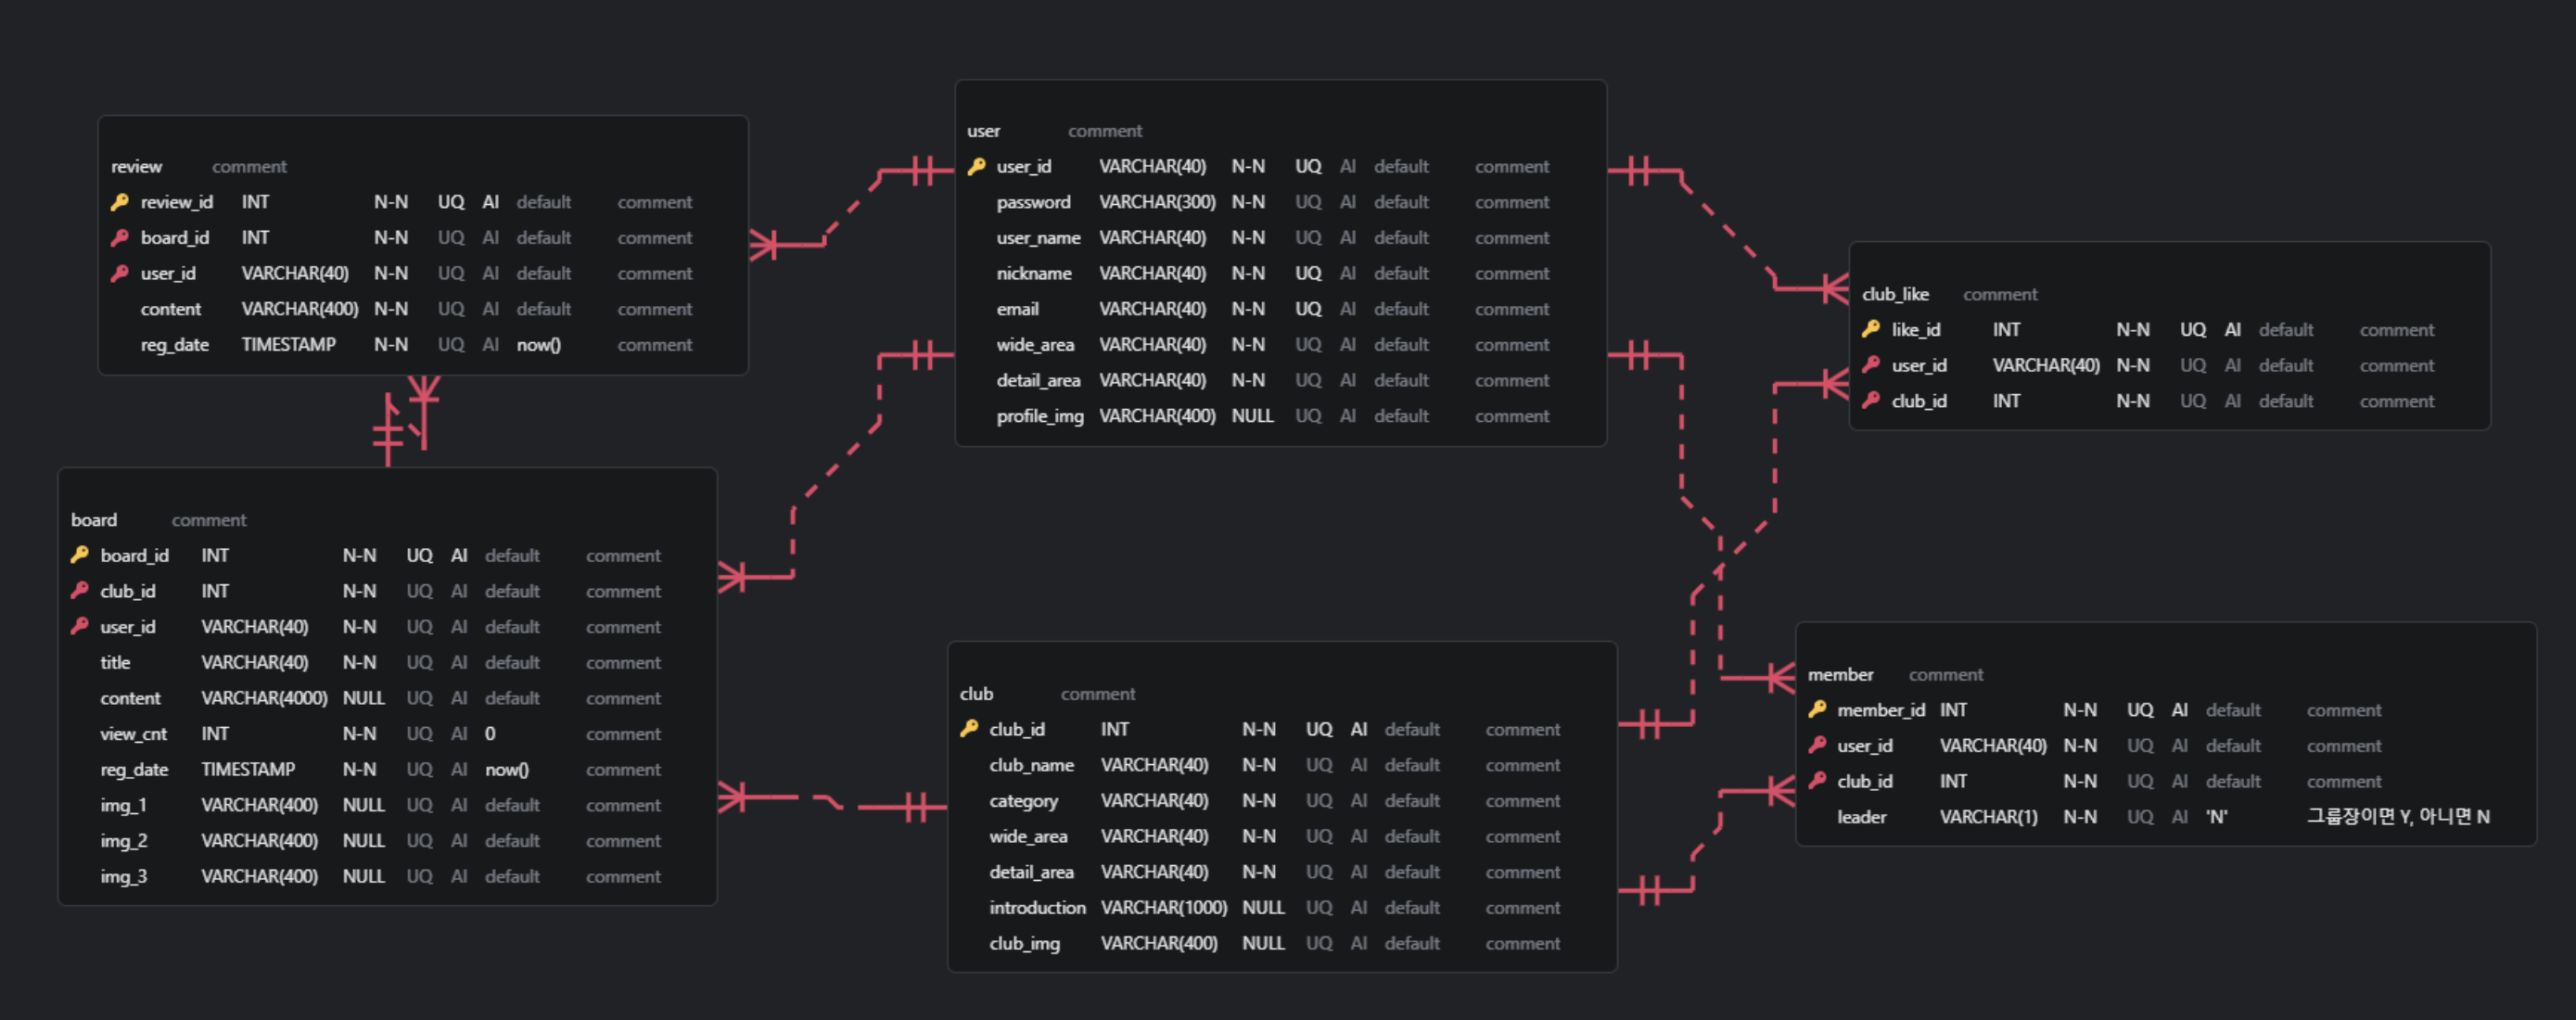 review comment
review_id INT N-N UQ AI default comment
board_id INT N-N UQ AI default comment
user_id VARCHAR(40) N-N UQ AI default comment
content VARCHAR(400) N-N UQ AI default comment
reg_date TIMESTAMP N-N UQ AI now() comment
board comment
board_id INT N-N UQ AI default comment
club_id INT N-N UQ AI default comment
user_id VARCHAR(40) N-N UQ AI default comment
title VARCHAR(40) N-N UQ AI default comment
content VARCHAR(4000) NULL UQ AI default comment
view_cnt INT N-N UQ AI 0 comment
reg_date TIMESTAMP N-N UQ AI now() comment
img_1 VARCHAR(400) NULL UQ AI default comment
img_2 VARCHAR(400) NULL UQ AI default comment
img_3 VARCHAR(400) NULL UQ AI default comment
user comment
user_id VARCHAR(40) N-N UQ AI default comment
password VARCHAR(300) N-N UQ AI default comment
user_name VARCHAR(40) N-N UQ AI default comment
nickname VARCHAR(40) N-N UQ AI default comment
email VARCHAR(40) N-N UQ AI default comment
wide_area VARCHAR(40) N-N UQ AI default comment
detail_area VARCHAR(40) N-N UQ AI default comment
profile_img VARCHAR(400) NULL UQ AI default comment
club comment
club_id INT N-N UQ AI default comment
club_name VARCHAR(40) N-N UQ AI default comment
category VARCHAR(40) N-N UQ AI default comment
wide_area VARCHAR(40) N-N UQ AI default comment
detail_area VARCHAR(40) N-N UQ AI default comment
introduction VARCHAR(1000) NULL UQ AI default comment
club_img VARCHAR(400) NULL UQ AI default comment
club_like comment
like_id INT N-N UQ AI default comment
user_id VARCHAR(40) N-N UQ AI default comment
club_id INT N-N UQ AI default comment
member comment
member_id INT N-N UQ AI default comment
user_id VARCHAR(40) N-N UQ AI default comment
club_id INT N-N UQ AI default comment
leader VARCHAR(1) N-N UQ AI 'N' 그룹장이면 Y, 아니면 N